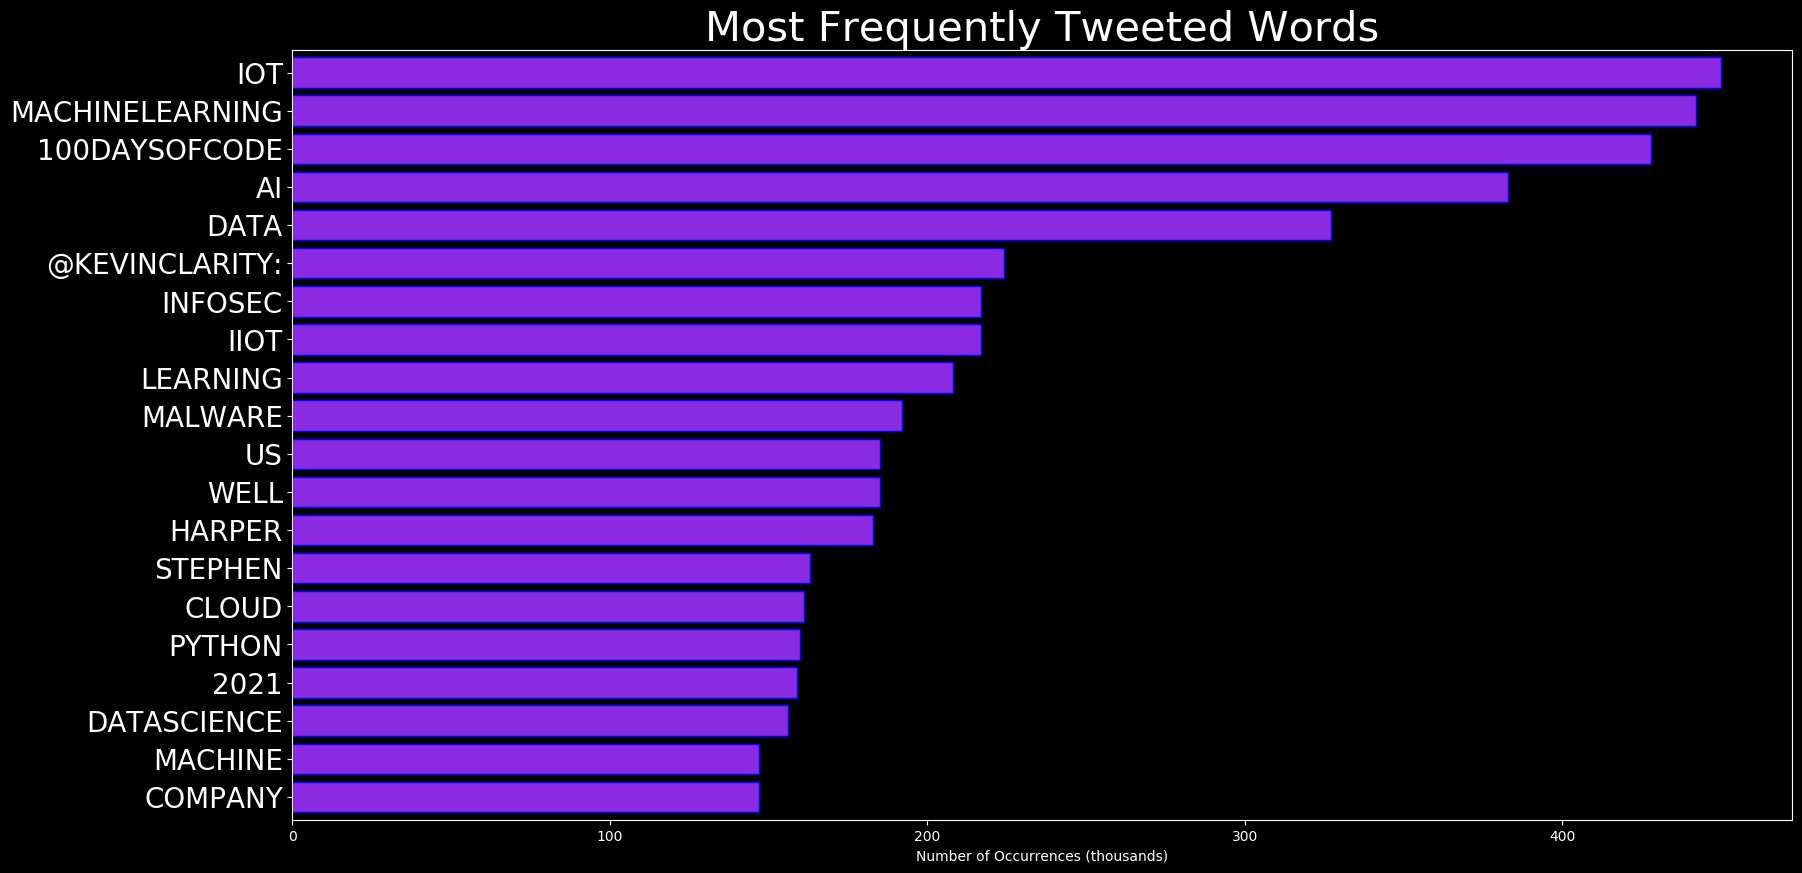 Most Frequently Tweeted Words
IOT
MACHINELEARNING
100DAYSOFCODE
AI
DATA
@KEVINCLARITY:
INFOSEC
IIOT
LEARNING
MALWARE
US
WELL
HARPER
STEPHEN
CLOUD
PYTHON
2021
DATASCIENCE
MACHINE
COMPANY
0 100 200 300 400
Number of Occurrences (thousands)